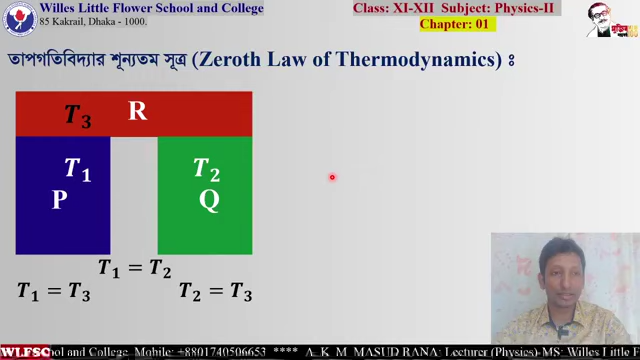 Willes Little Flower School and College
85 Kakrail, Dhaka - 1000.
Class: XI-XII Subject: Physics-II
Chapter: 01
তাপগতিবিদ্যার শূন্যতম সূত্র (Zeroth Law of Thermodynamics) ঃ
T₃ R
T₁ T₂
P Q
T₁ = T₂
T₁ = T₃ T₂ = T₃
WLFSC ool and College. Mobile: +8801740506653 **** A. K. M MASUD RANA: Lecturer (Physics)-MS- Willes Little F